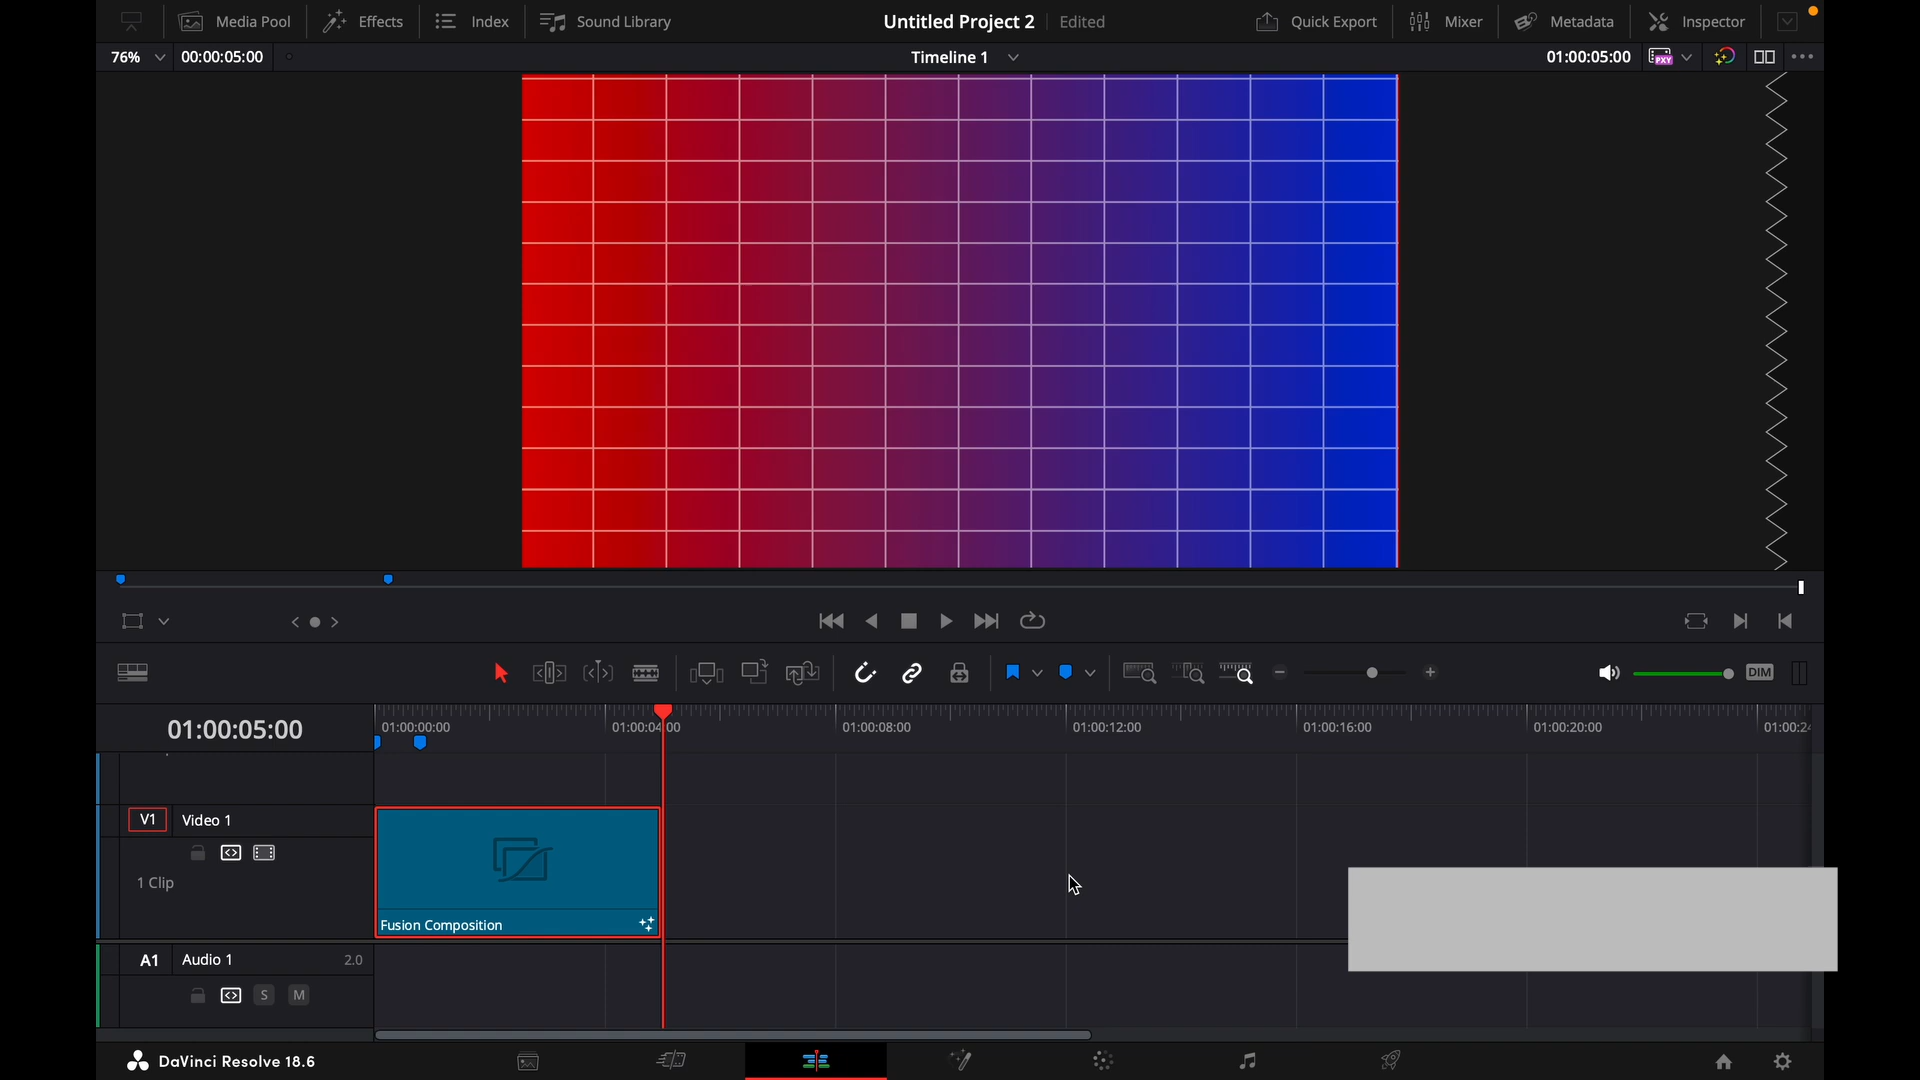 Media Pool Effects Index Sound Library Untitled Project 2 Edited Quick Export Mixer Metadata Inspector
76% 00:00:05:00 Timeline 1 01:00:05:00 PXY
DIM
01:00:05:00 01:00:00:00 01:00:04:00 01:00:08:00 01:00:12:00 01:00:16:00 01:00:20:00 01:00:24
V1 Video 1
1 Clip
Fusion Composition
A1 Audio 1 2.0
S M
DaVinci Resolve 18.6